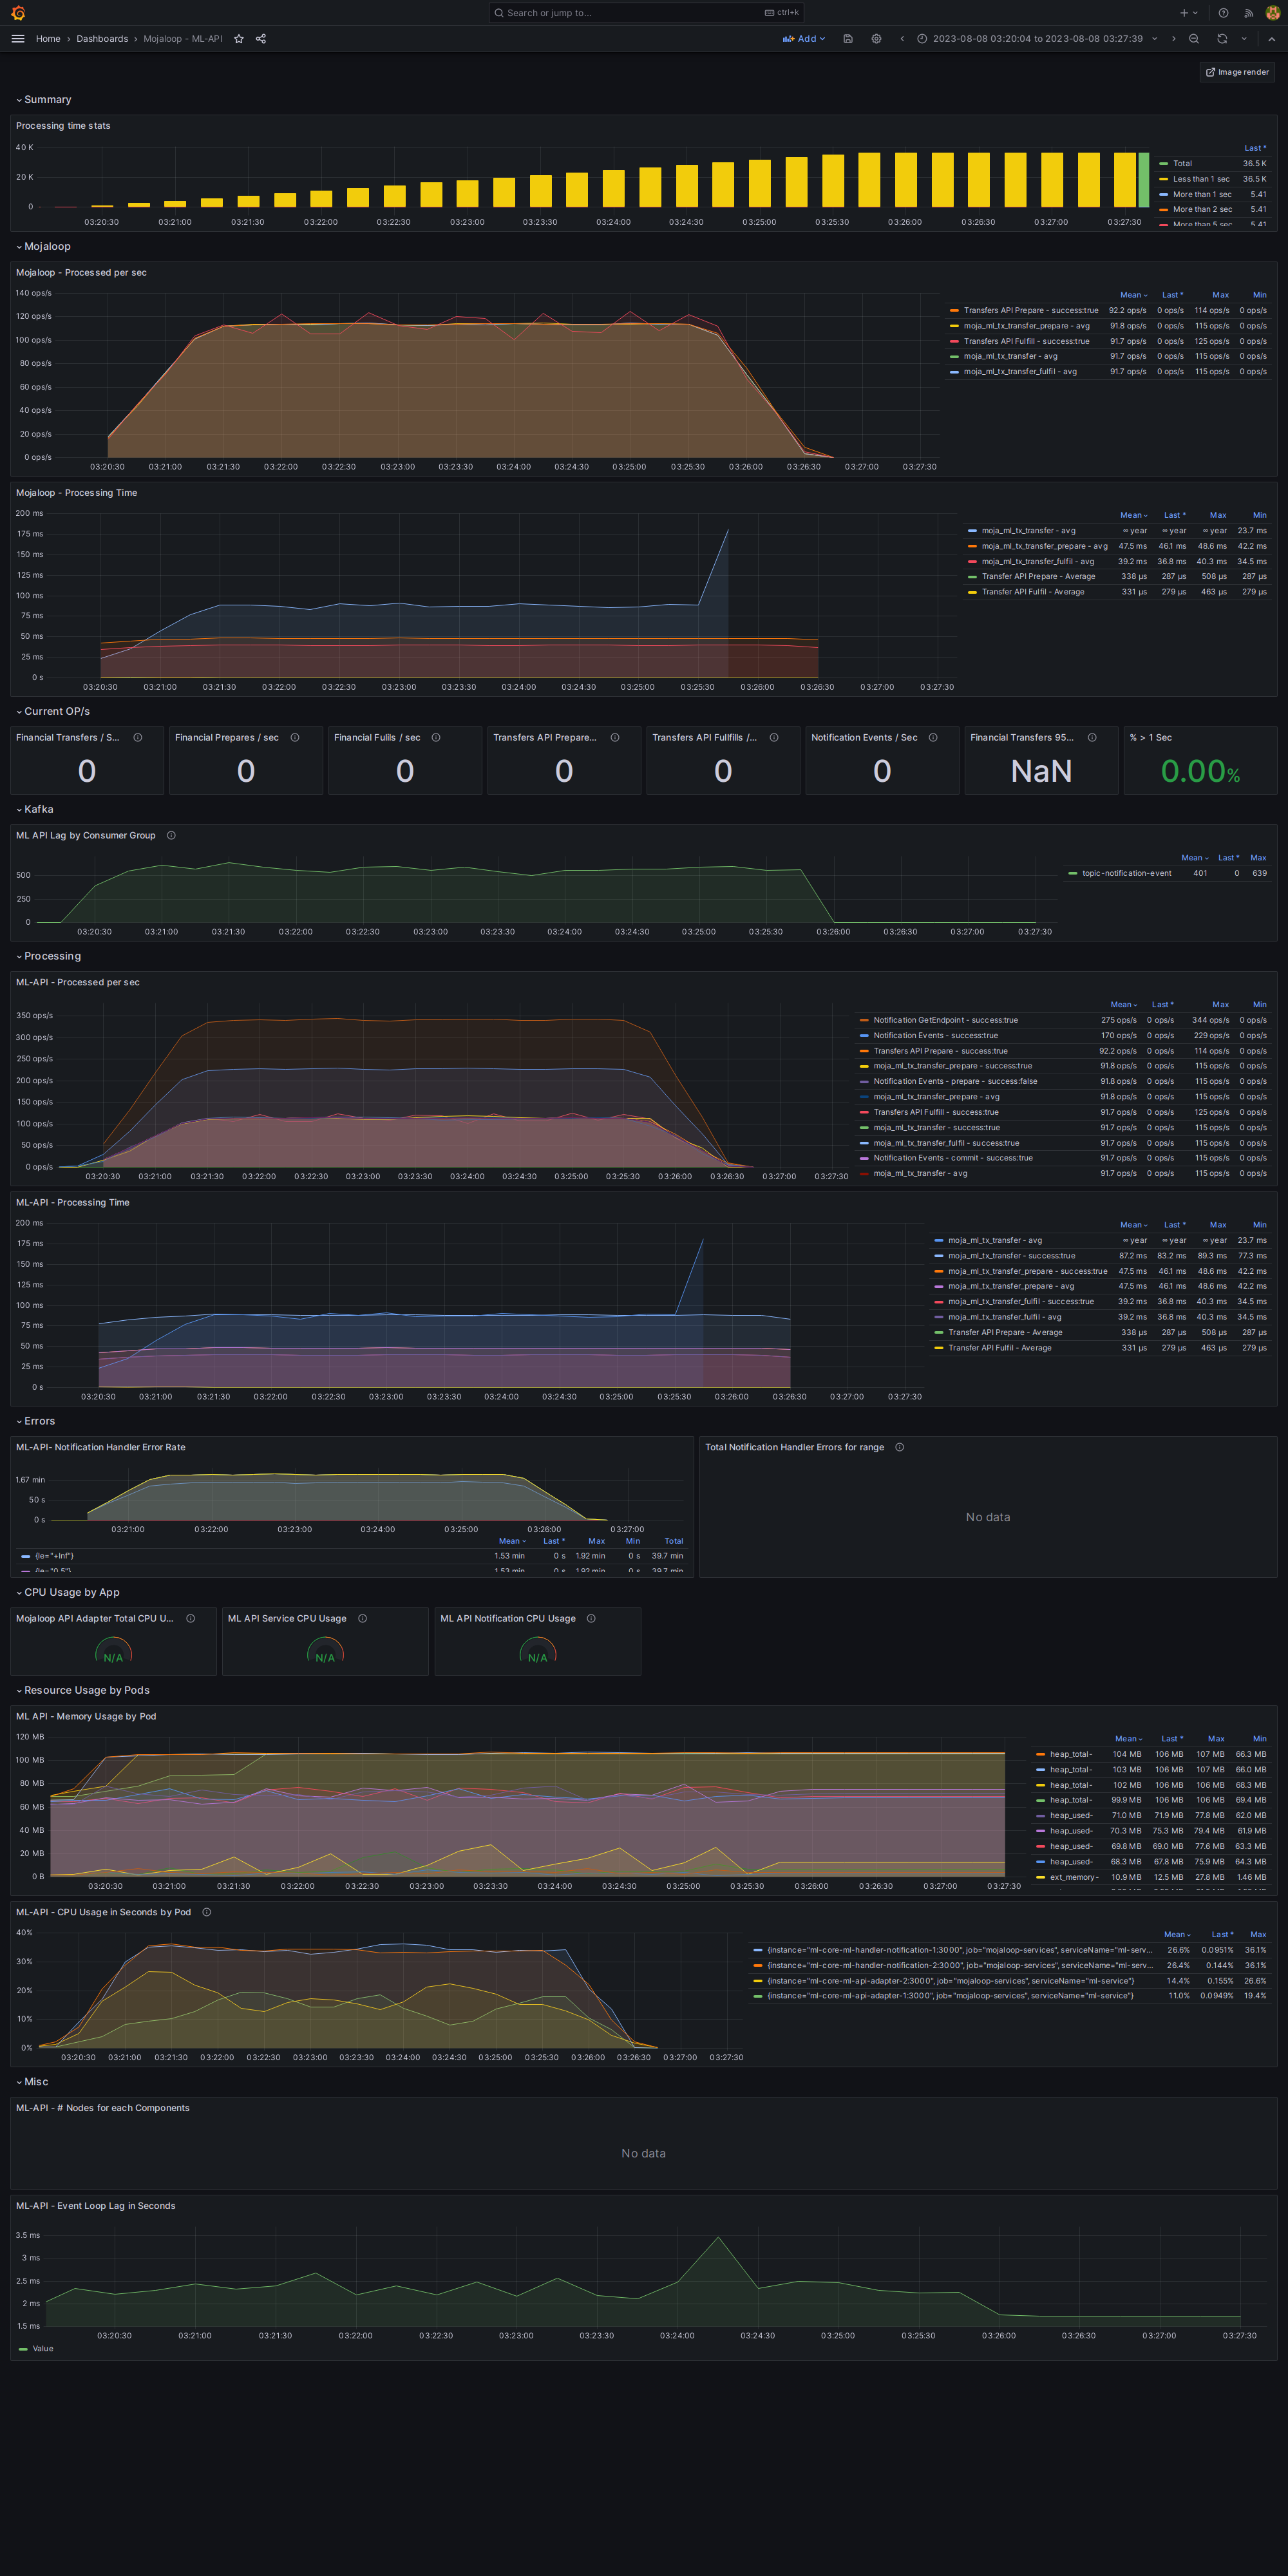 Search or jump to...
ctrl+k
Home › Dashboards › Mojaloop - ML-API
Add
2023-08-08 03:20:04 to 2023-08-08 03:27:39
Image render
Summary
Processing time stats
40 K
20 K
0
03:20:30 03:21:00 03:21:30 03:22:00 03:22:30 03:23:00 03:23:30 03:24:00 03:24:30 03:25:00 03:25:30 03:26:00 03:26:30 03:27:00 03:27:30
Last *
Total 36.5 K
Less than 1 sec 36.5 K
More than 1 sec 5.41
More than 2 sec 5.41
More than 5 sec 5.41
Mojaloop
Mojaloop - Processed per sec
140 ops/s
120 ops/s
100 ops/s
80 ops/s
60 ops/s
40 ops/s
20 ops/s
0 ops/s
03:20:30 03:21:00 03:21:30 03:22:00 03:22:30 03:23:00 03:23:30 03:24:00 03:24:30 03:25:00 03:25:30 03:26:00 03:26:30 03:27:00 03:27:30
Mean Last * Max Min
Transfers API Prepare - success:true 92.2 ops/s 0 ops/s 114 ops/s 0 ops/s
moja_ml_tx_transfer_prepare - avg 91.8 ops/s 0 ops/s 115 ops/s 0 ops/s
Transfers API Fulfill - success:true 91.7 ops/s 0 ops/s 125 ops/s 0 ops/s
moja_ml_tx_transfer - avg 91.7 ops/s 0 ops/s 115 ops/s 0 ops/s
moja_ml_tx_transfer_fulfil - avg 91.7 ops/s 0 ops/s 115 ops/s 0 ops/s
Mojaloop - Processing Time
200 ms
175 ms
150 ms
125 ms
100 ms
75 ms
50 ms
25 ms
0 s
03:20:30 03:21:00 03:21:30 03:22:00 03:22:30 03:23:00 03:23:30 03:24:00 03:24:30 03:25:00 03:25:30 03:26:00 03:26:30 03:27:00 03:27:30
Mean Last * Max Min
moja_ml_tx_transfer - avg ∞ year ∞ year ∞ year 23.7 ms
moja_ml_tx_transfer_prepare - avg 47.5 ms 46.1 ms 48.6 ms 42.2 ms
moja_ml_tx_transfer_fulfil - avg 39.2 ms 36.8 ms 40.3 ms 34.5 ms
Transfer API Prepare - Average 338 µs 287 µs 508 µs 287 µs
Transfer API Fulfil - Average 331 µs 279 µs 463 µs 279 µs
Current OP/s
Financial Transfers / S...
0
Financial Prepares / sec
0
Financial Fulils / sec
0
Transfers API Prepare...
0
Transfers API Fullfills /...
0
Notification Events / Sec
0
Financial Transfers 95...
NaN
% > 1 Sec
0.00%
Kafka
ML API Lag by Consumer Group
500
250
0
03:20:30 03:21:00 03:21:30 03:22:00 03:22:30 03:23:00 03:23:30 03:24:00 03:24:30 03:25:00 03:25:30 03:26:00 03:26:30 03:27:00 03:27:30
Mean Last * Max
topic-notification-event 401 0 639
Processing
ML-API - Processed per sec
350 ops/s
300 ops/s
250 ops/s
200 ops/s
150 ops/s
100 ops/s
50 ops/s
0 ops/s
03:20:30 03:21:00 03:21:30 03:22:00 03:22:30 03:23:00 03:23:30 03:24:00 03:24:30 03:25:00 03:25:30 03:26:00 03:26:30 03:27:00 03:27:30
Mean Last * Max Min
Notification GetEndpoint - success:true 275 ops/s 0 ops/s 344 ops/s 0 ops/s
Notification Events - success:true 170 ops/s 0 ops/s 229 ops/s 0 ops/s
Transfers API Prepare - success:true 92.2 ops/s 0 ops/s 114 ops/s 0 ops/s
moja_ml_tx_transfer_prepare - success:true 91.8 ops/s 0 ops/s 115 ops/s 0 ops/s
Notification Events - prepare - success:false 91.8 ops/s 0 ops/s 115 ops/s 0 ops/s
moja_ml_tx_transfer_prepare - avg 91.8 ops/s 0 ops/s 115 ops/s 0 ops/s
Transfers API Fulfill - success:true 91.7 ops/s 0 ops/s 125 ops/s 0 ops/s
moja_ml_tx_transfer - success:true 91.7 ops/s 0 ops/s 115 ops/s 0 ops/s
moja_ml_tx_transfer_fulfil - success:true 91.7 ops/s 0 ops/s 115 ops/s 0 ops/s
Notification Events - commit - success:true 91.7 ops/s 0 ops/s 115 ops/s 0 ops/s
moja_ml_tx_transfer - avg 91.7 ops/s 0 ops/s 115 ops/s 0 ops/s
ML-API - Processing Time
200 ms
175 ms
150 ms
125 ms
100 ms
75 ms
50 ms
25 ms
0 s
03:20:30 03:21:00 03:21:30 03:22:00 03:22:30 03:23:00 03:23:30 03:24:00 03:24:30 03:25:00 03:25:30 03:26:00 03:26:30 03:27:00 03:27:30
Mean Last * Max Min
moja_ml_tx_transfer - avg ∞ year ∞ year ∞ year 23.7 ms
moja_ml_tx_transfer - success:true 87.2 ms 83.2 ms 89.3 ms 77.3 ms
moja_ml_tx_transfer_prepare - success:true 47.5 ms 46.1 ms 48.6 ms 42.2 ms
moja_ml_tx_transfer_prepare - avg 47.5 ms 46.1 ms 48.6 ms 42.2 ms
moja_ml_tx_transfer_fulfil - success:true 39.2 ms 36.8 ms 40.3 ms 34.5 ms
moja_ml_tx_transfer_fulfil - avg 39.2 ms 36.8 ms 40.3 ms 34.5 ms
Transfer API Prepare - Average 338 µs 287 µs 508 µs 287 µs
Transfer API Fulfil - Average 331 µs 279 µs 463 µs 279 µs
Errors
ML-API- Notification Handler Error Rate
1.67 min
50 s
0 s
03:21:00 03:22:00 03:23:00 03:24:00 03:25:00 03:26:00 03:27:00
Mean Last * Max Min Total
{le="+Inf"} 1.53 min 0 s 1.92 min 0 s 39.7 min
{le="0.5"} 1.53 min 0 s 1.92 min 0 s 39.7 min
Total Notification Handler Errors for range
No data
CPU Usage by App
Mojaloop API Adapter Total CPU U...
N/A
ML API Service CPU Usage
N/A
ML API Notification CPU Usage
N/A
Resource Usage by Pods
ML API - Memory Usage by Pod
120 MB
100 MB
80 MB
60 MB
40 MB
20 MB
0 B
03:20:30 03:21:00 03:21:30 03:22:00 03:22:30 03:23:00 03:23:30 03:24:00 03:24:30 03:25:00 03:25:30 03:26:00 03:26:30 03:27:00 03:27:30
Mean Last * Max Min
heap_total- 104 MB 106 MB 107 MB 66.3 MB
heap_total- 103 MB 106 MB 107 MB 66.0 MB
heap_total- 102 MB 106 MB 106 MB 68.3 MB
heap_total- 99.9 MB 106 MB 106 MB 69.4 MB
heap_used- 71.0 MB 71.9 MB 77.8 MB 62.0 MB
heap_used- 70.3 MB 75.3 MB 79.4 MB 61.9 MB
heap_used- 69.8 MB 69.0 MB 77.6 MB 63.3 MB
heap_used- 68.3 MB 67.8 MB 75.9 MB 64.3 MB
ext_memory- 10.9 MB 12.5 MB 27.8 MB 1.46 MB
ML-API - CPU Usage in Seconds by Pod
40%
30%
20%
10%
0%
03:20:30 03:21:00 03:21:30 03:22:00 03:22:30 03:23:00 03:23:30 03:24:00 03:24:30 03:25:00 03:25:30 03:26:00 03:26:30 03:27:00 03:27:30
Mean Last * Max
{instance="ml-core-ml-handler-notification-1:3000", job="mojaloop-services", serviceName="ml-serv... 26.6% 0.0951% 36.1%
{instance="ml-core-ml-handler-notification-2:3000", job="mojaloop-services", serviceName="ml-serv... 26.4% 0.144% 36.1%
{instance="ml-core-ml-api-adapter-2:3000", job="mojaloop-services", serviceName="ml-service"} 14.4% 0.155% 26.6%
{instance="ml-core-ml-api-adapter-1:3000", job="mojaloop-services", serviceName="ml-service"} 11.0% 0.0949% 19.4%
Misc
ML-API - # Nodes for each Components
No data
ML-API - Event Loop Lag in Seconds
3.5 ms
3 ms
2.5 ms
2 ms
1.5 ms
03:20:30 03:21:00 03:21:30 03:22:00 03:22:30 03:23:00 03:23:30 03:24:00 03:24:30 03:25:00 03:25:30 03:26:00 03:26:30 03:27:00 03:27:30
Value